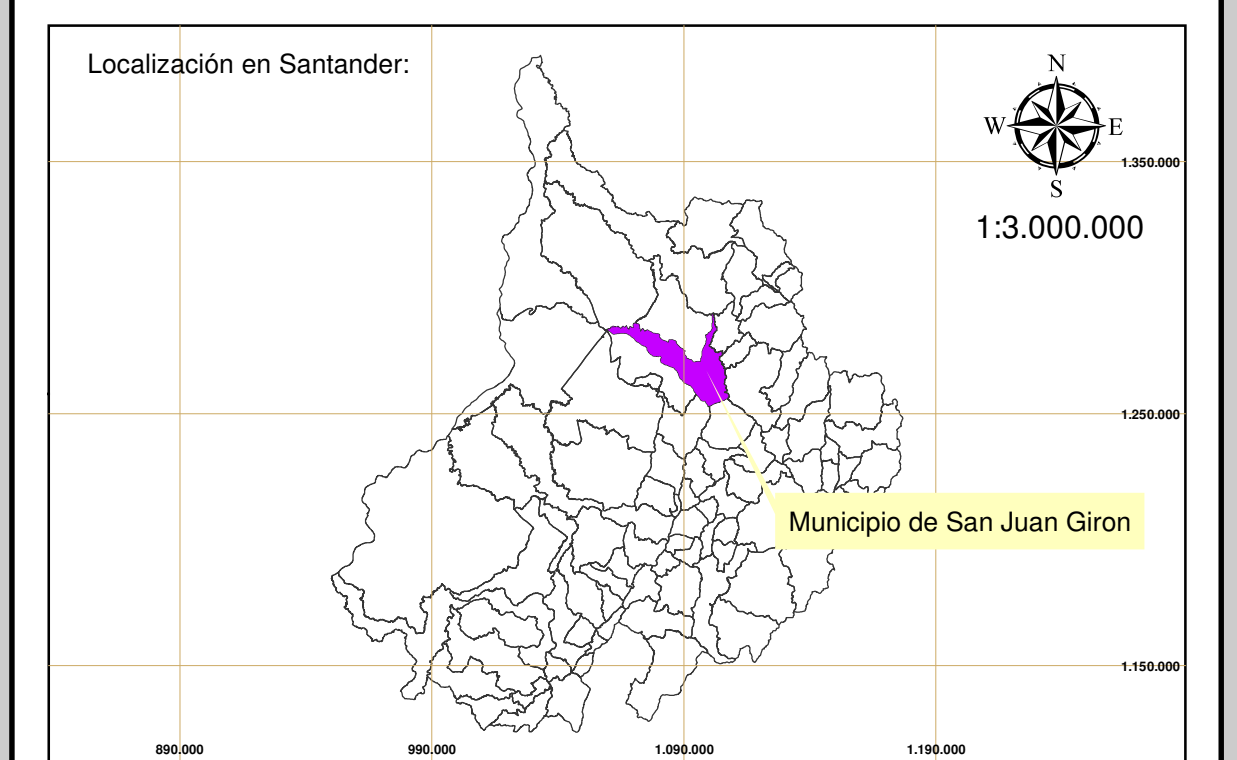 Localización en Santander:
N
W E
S
1:3.000.000
1.350.000
1.250.000
Municipio de San Juan Giron
1.150.000
890.000 990.000 1.090.000 1.190.000